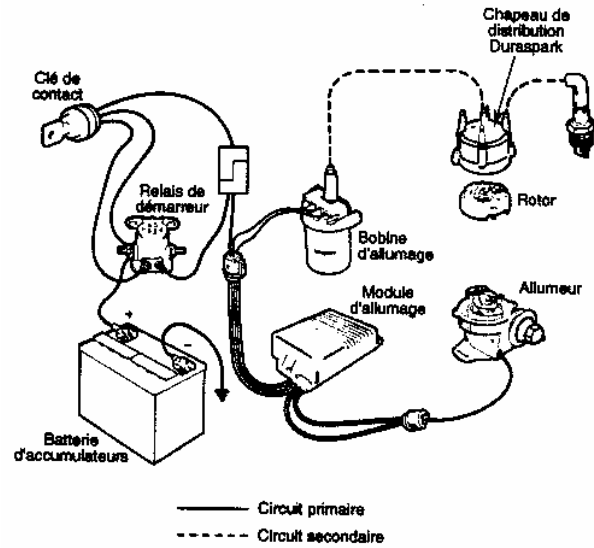 Chapeau de
distribution
Duraspark
Clé de
contact
Relais de
démarreur
Rotor
Bobine
d'allumage
Module
d'allumage
Allumeur
+
-
Batterie
d'accumulateurs
Circuit primaire
Circuit secondaire